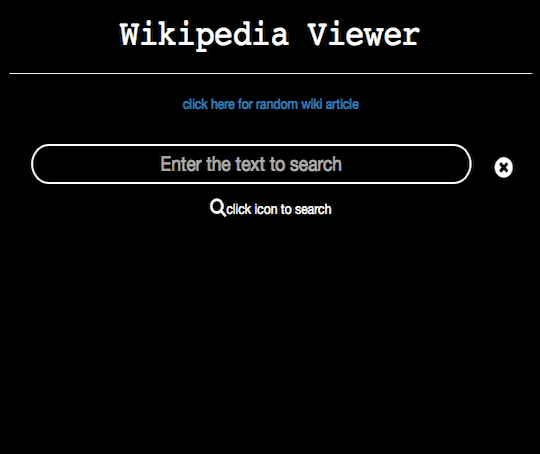 Wikipedia Viewer
click here for random wiki article
Enter the text to search
click icon to search